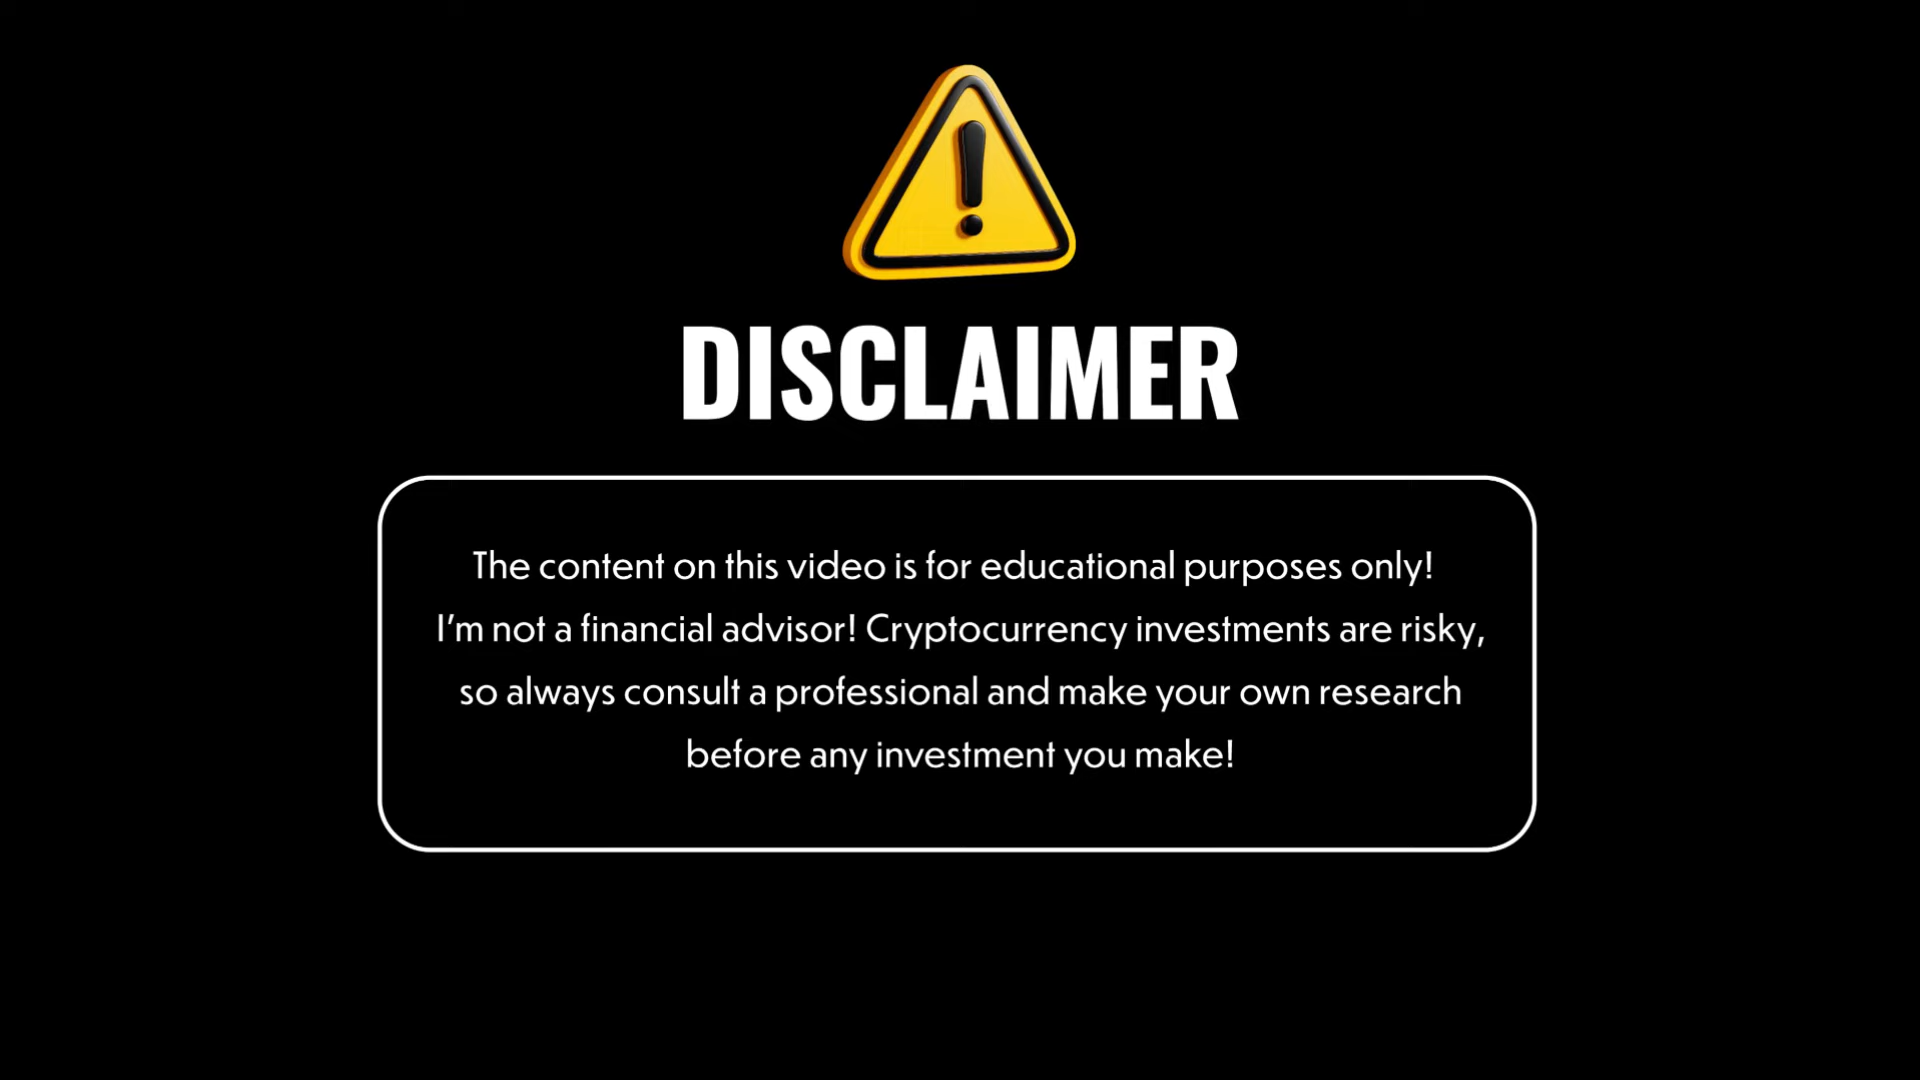 DISCLAIMER
The content on this video is for educational purposes only!
I'm not a financial advisor! Cryptocurrency investments are risky,
so always consult a professional and make your own research
before any investment you make!